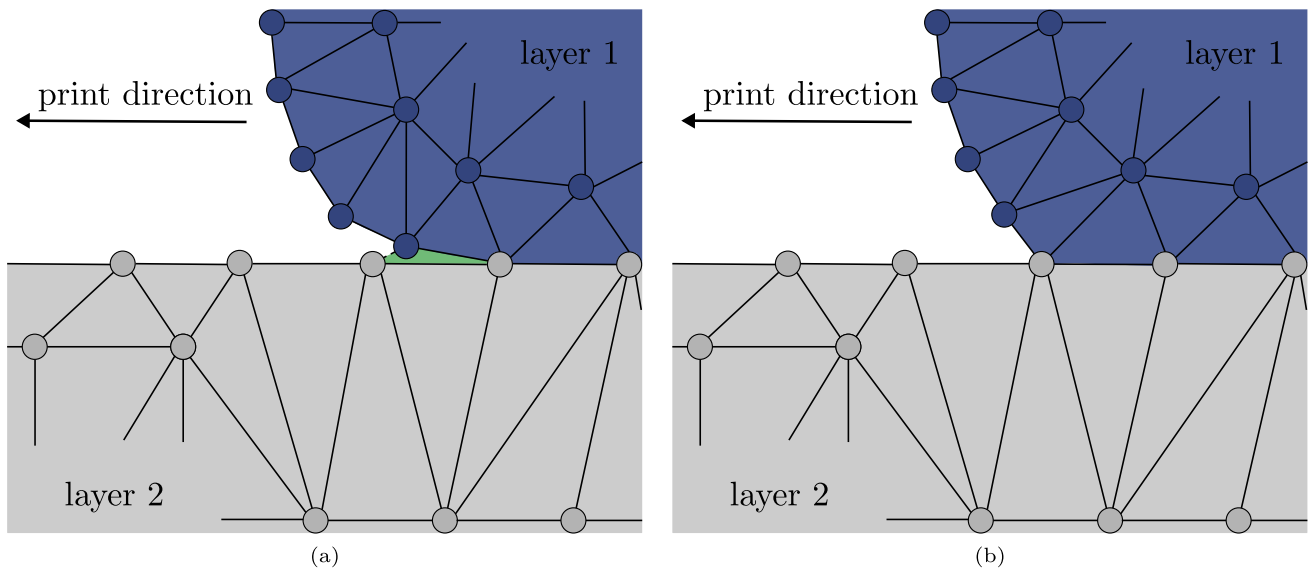 layer 1
print direction
layer 2
(a)
layer 1
print direction
layer 2
(b)